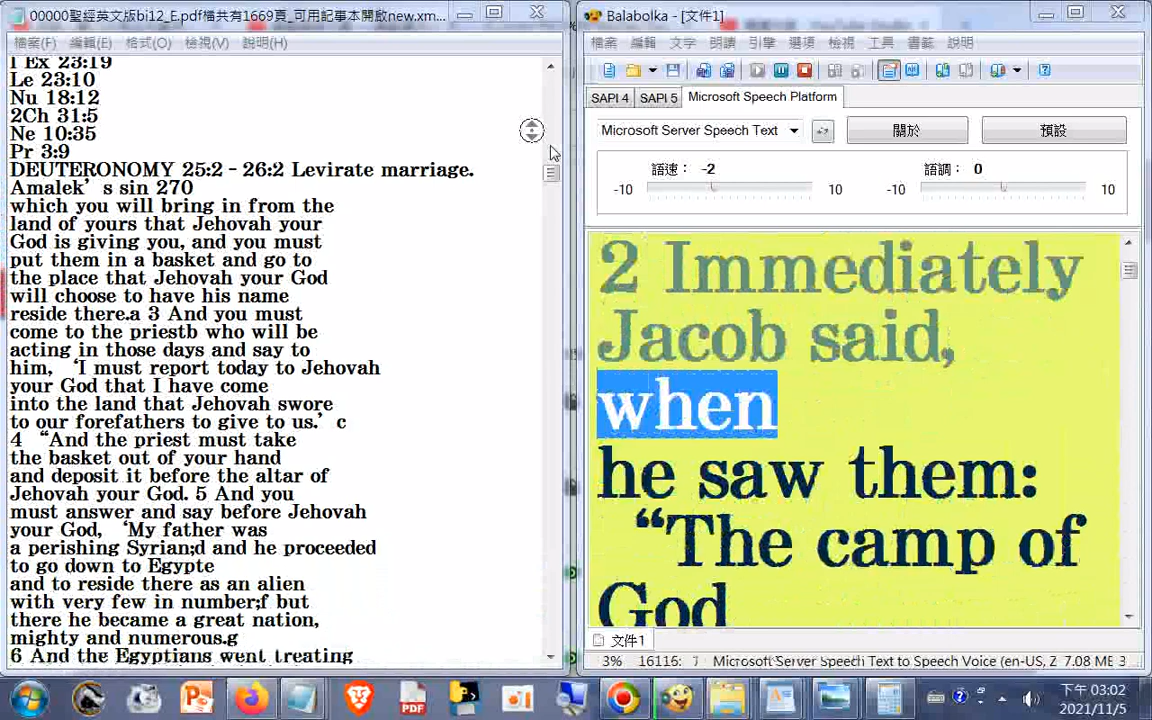 00000聖經英文版bi12_E.pdf檔共有1669頁_可用記事本開啟new.xm...
檔案(F) 編輯(E) 格式(O) 檢視(V) 說明(H)
1 Ex 23:19
Le 23:10
Nu 18:12
2Ch 31:5
Ne 10:35
Pr 3:9
DEUTERONOMY 25:2‐26:2 Levirate marriage.
Amalek’s sin 270
which you will bring in from the
land of yours that Jehovah your
God is giving you, and you must
put them in a basket and go to
the place that Jehovah your God
will choose to have his name
reside there.a 3 And you must
come to the priestb who will be
acting in those days and say to
him, ‘I must report today to Jehovah
your God that I have come
into the land that Jehovah swore
to our forefathers to give to us.’c
4 “And the priest must take
the basket out of your hand
and deposit it before the altar of
Jehovah your God. 5 And you
must answer and say before Jehovah
your God, ‘My father was
a perishing Syrian;d and he proceeded
to go down to Egypte
and to reside there as an alien
with very few in number;f but
there he became a great nation,
mighty and numerous.g
6 And the Egyptians went treating
Balabolka - [文件1]
檔案 編輯 文字 朗讀 引擎 選項 檢視 工具 書籤 說明
SAPI 4 SAPI 5 Microsoft Speech Platform
Microsoft Server Speech Text 關於 預設
語速: -2 語調: 0
-10 10 -10 10
2 Immediately
Jacob said,
when
he saw them:
“The camp of
God
文件1
3% 16115: 7 Microsoft Server Speech Text to Speech Voice (en-US, Z 7.08 MB 3
下午 03:02
2021/11/5